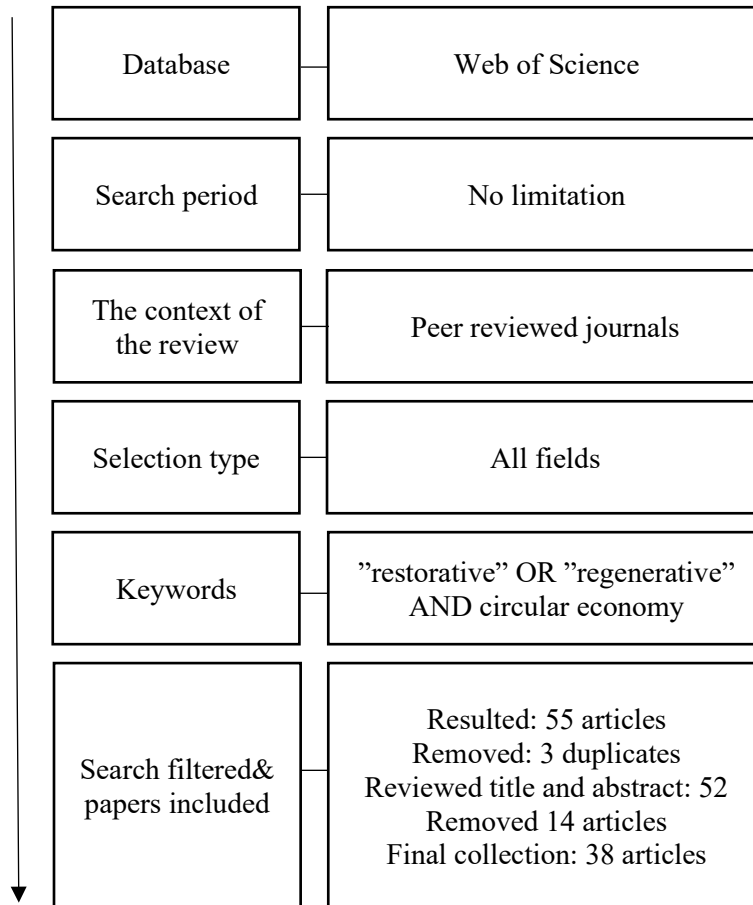 Database
Web of Science
Search period
No limitation
The context of
the review
Peer reviewed journals
Selection type
All fields
Keywords
”restorative” OR ”regenerative”
AND circular economy
Search filtered&
papers included
Resulted: 55 articles
Removed: 3 duplicates
Reviewed title and abstract: 52
Removed 14 articles
Final collection: 38 articles